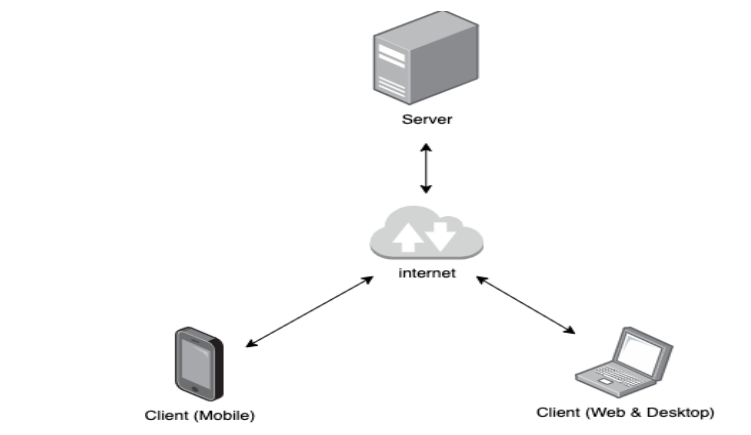 Server
internet
Client (Mobile)
Client (Web & Desktop)